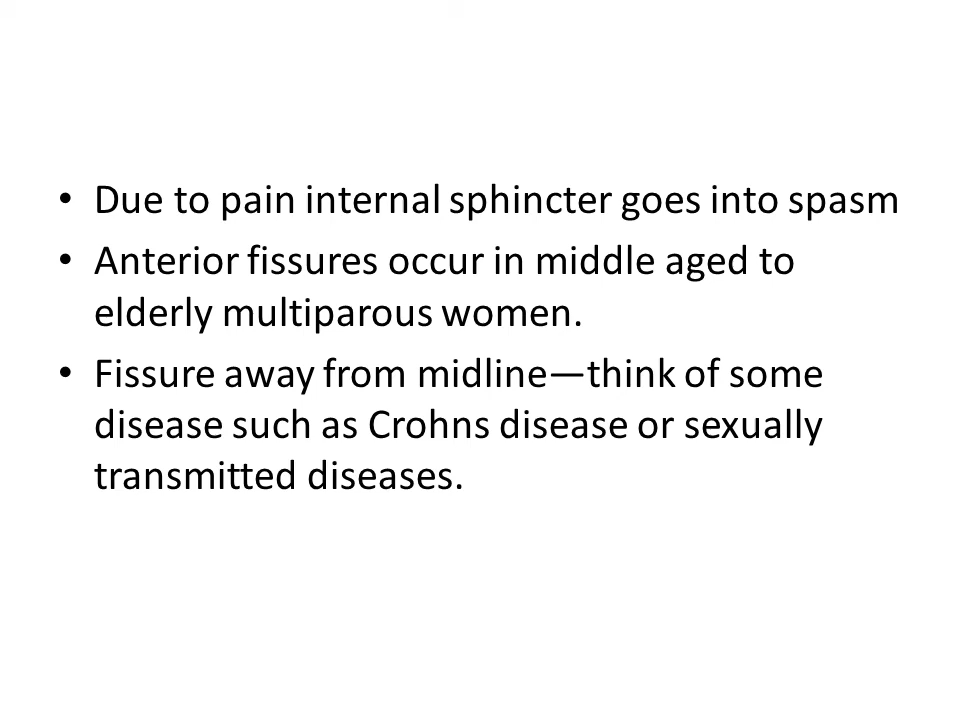 • Due to pain internal sphincter goes into spasm
• Anterior fissures occur in middle aged to
elderly multiparous women.
• Fissure away from midline—think of some
disease such as Crohns disease or sexually
transmitted diseases.